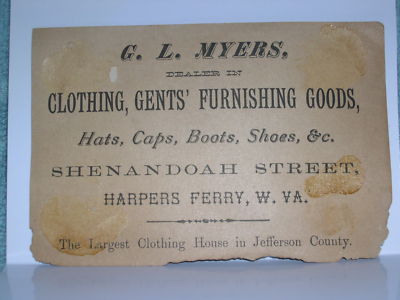 G. L. MYERS,
DEALER IN
CLOTHING, GENTS' FURNISHING GOODS,
Hats, Caps, Boots, Shoes, &c.
SHENANDOAH STREET,
HARPERS FERRY, W. VA.
The Largest Clothing House in Jefferson County.